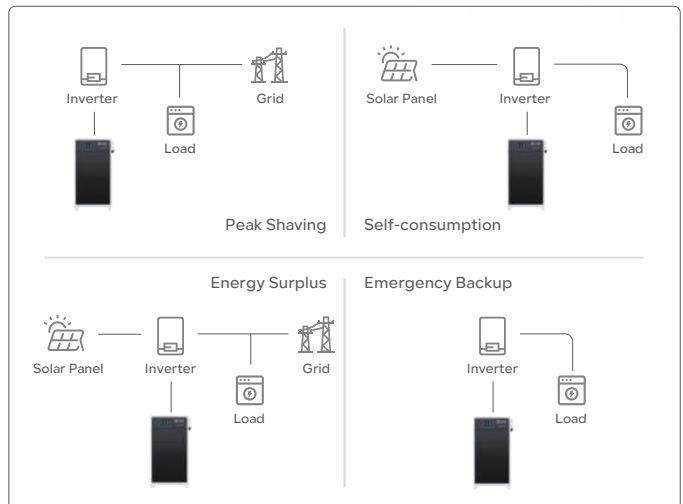 Inverter
Grid
Load
Peak Shaving
Solar Panel
Inverter
Load
Self-consumption
Energy Surplus
Solar Panel
Inverter
Grid
Load
Emergency Backup
Inverter
Load